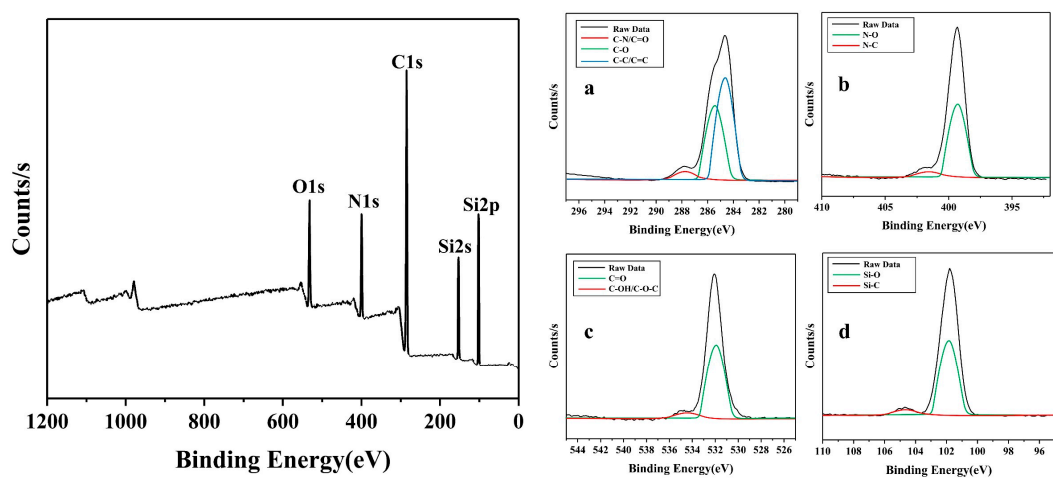 Counts/s
C1s
O1s
N1s
Si2p
Si2s
1200 1000 800 600 400 200 0
Binding Energy(eV)
Raw Data
C-N/C=O
C-O
C-C/C=C
a
Counts/s
296 294 292 290 288 286 284 282 280
Binding Energy(eV)
Raw Data
N-O
N-C
b
Counts/s
410 405 400 395
Binding Energy(eV)
Raw Data
C=O
C-OH/C-O-C
c
Counts/s
544 542 540 538 536 534 532 530 528 526
Binding Energy(eV)
Raw Data
Si-O
Si-C
d
Counts/s
110 108 106 104 102 100 98 96
Binding Energy(eV)